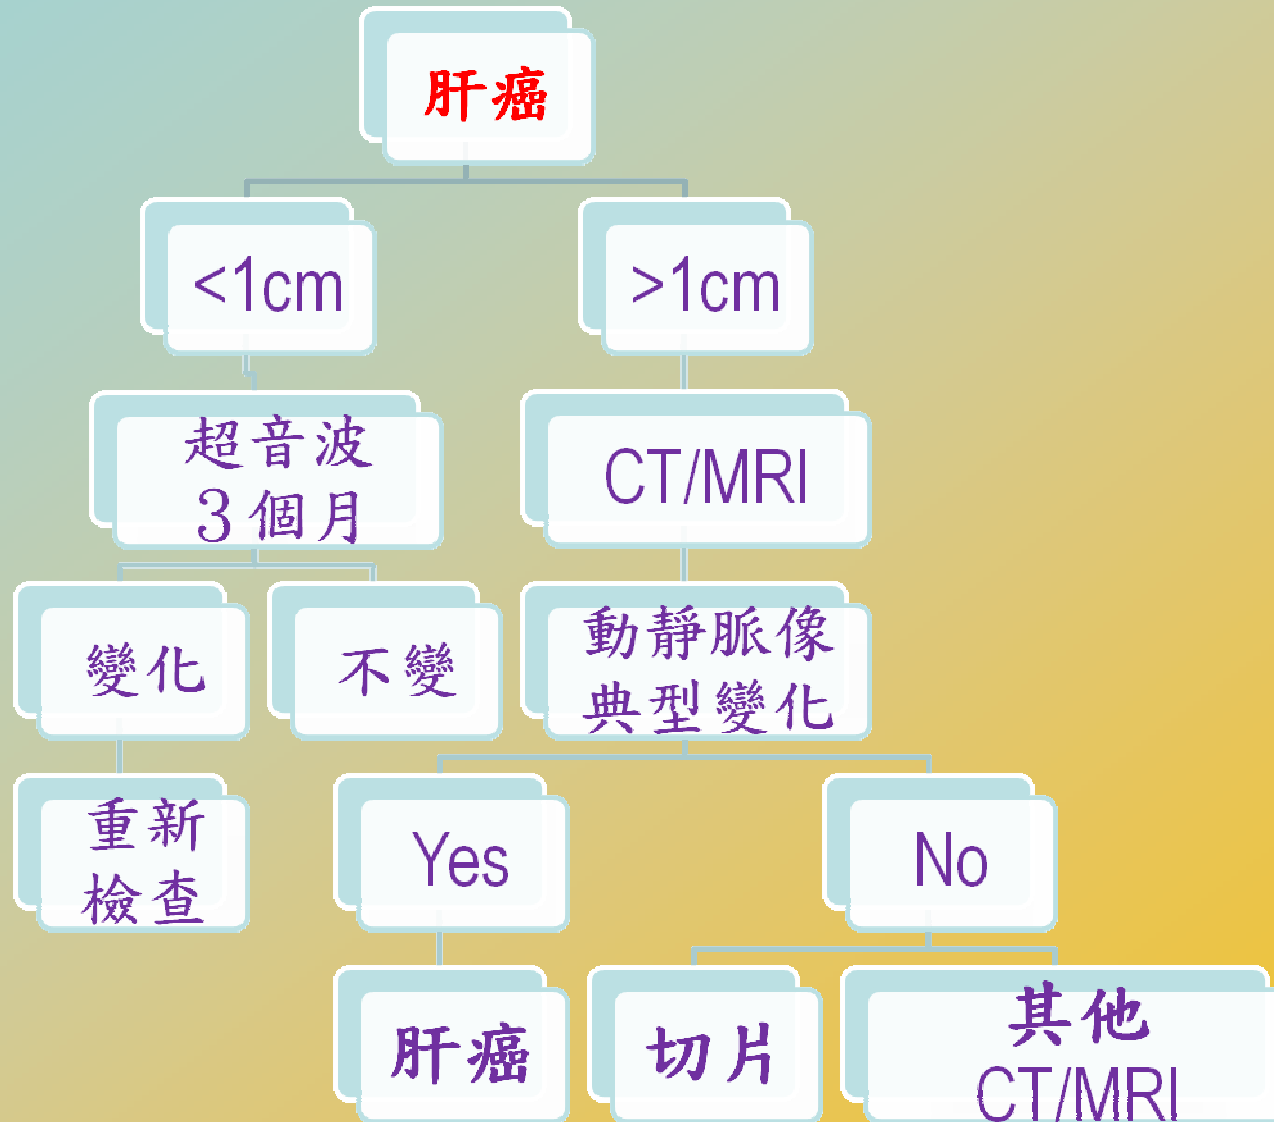 肝癌
<1cm
>1cm
超音波
3個月
CT/MRI
變化
不變
動靜脈像
典型變化
重新
檢查
Yes
No
肝癌
切片
其他
CT/MRI